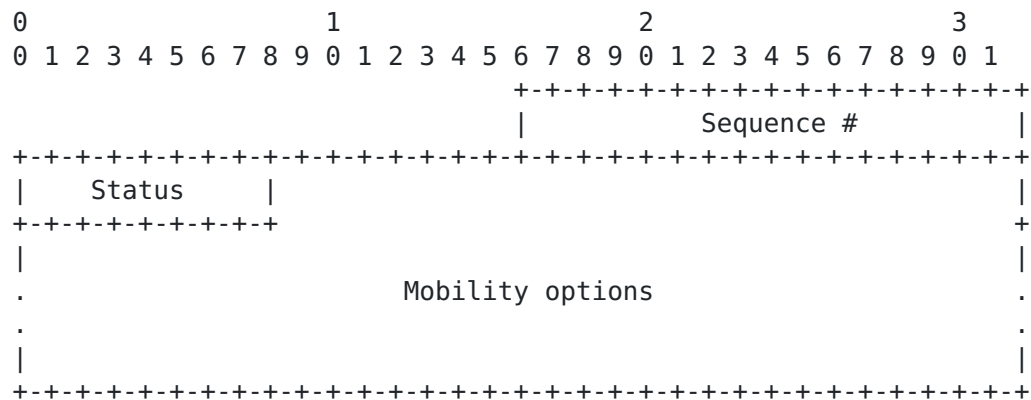 0                   1                   2                   3
0 1 2 3 4 5 6 7 8 9 0 1 2 3 4 5 6 7 8 9 0 1 2 3 4 5 6 7 8 9 0 1
                                +-+-+-+-+-+-+-+-+-+-+-+-+-+-+-+-+
                                |           Sequence #          |
+-+-+-+-+-+-+-+-+-+-+-+-+-+-+-+-+-+-+-+-+-+-+-+-+-+-+-+-+-+-+-+-+
|    Status     |                                               |
+-+-+-+-+-+-+-+-+                                               +
|                                                               |
.                        Mobility options                       .
.                                                               .
|                                                               |
+-+-+-+-+-+-+-+-+-+-+-+-+-+-+-+-+-+-+-+-+-+-+-+-+-+-+-+-+-+-+-+-+